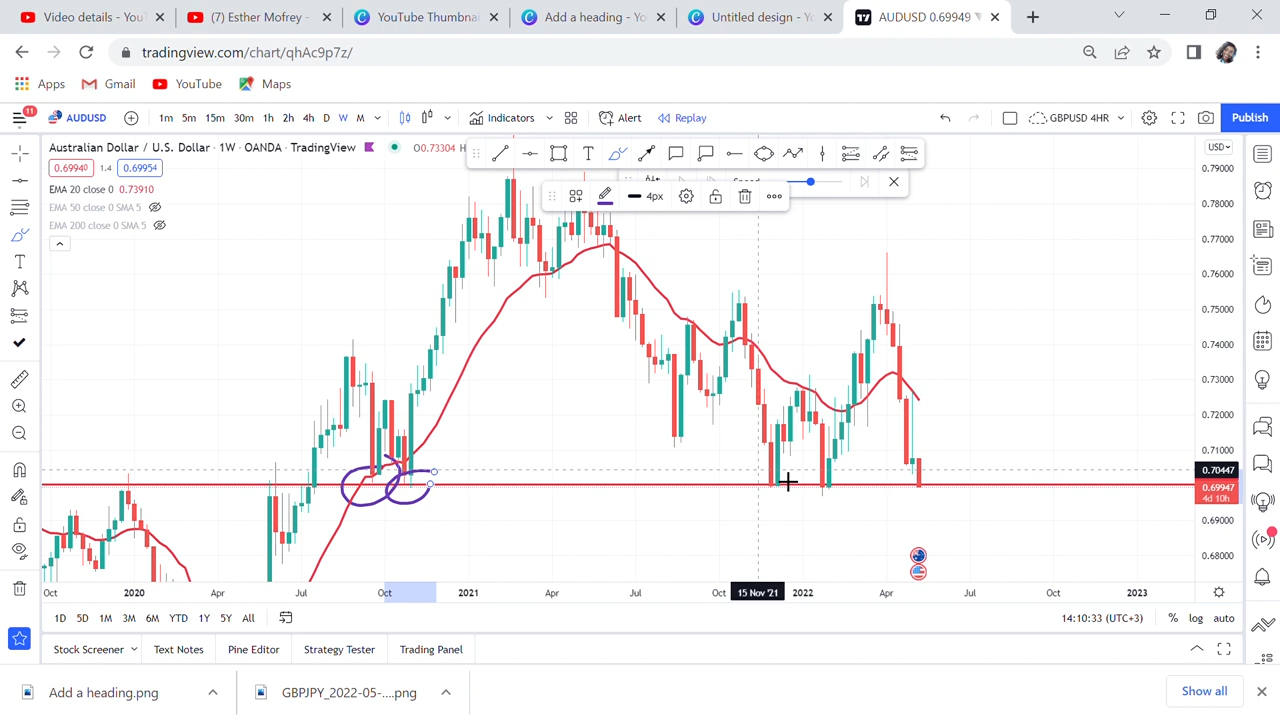 Video details - YouT
(7) Esther Mofrey -
YouTube Thumbnai
Add a heading - Yo
Untitled design - Y
AUDUSD 0.69949
tradingview.com/chart/qhAc9p7z/
Apps Gmail YouTube Maps
11 AUDUSD 1m 5m 15m 30m 1h 2h 4h D W M Indicators Alert Replay GBPUSD 4HR Publish
Australian Dollar / U.S. Dollar · 1W · OANDA · TradingView O0.73304 H
0.69940 1.4 0.69954
EMA 20 close 0 0.73910
EMA 50 close 0 SMA 5
EMA 200 close 0 SMA 5
4px
USD
0.79000
0.78000
0.77000
0.76000
0.75000
0.74000
0.73000
0.72000
0.71000
0.70447
0.69947
4d 10h
0.69000
0.68000
Oct 2020 Apr Jul Oct 2021 Apr Jul Oct 15 Nov '21 2022 Apr Jul Oct 2023
1D 5D 1M 3M 6M YTD 1Y 5Y All 14:10:33 (UTC+3) % log auto
Stock Screener Text Notes Pine Editor Strategy Tester Trading Panel
Add a heading.png GBPJPY_2022-05-....png Show all